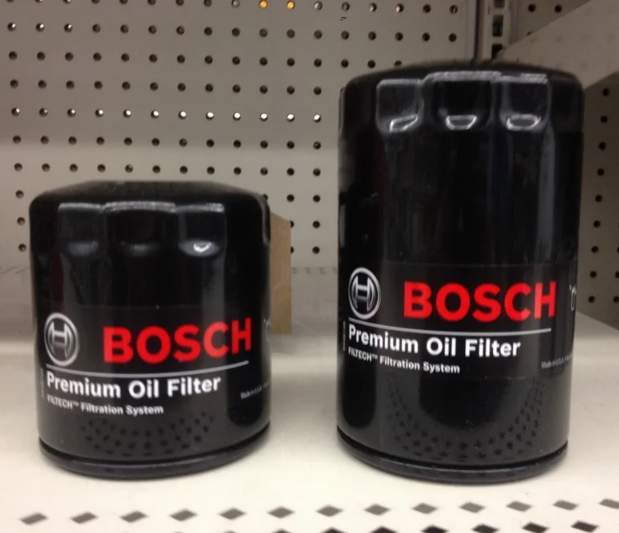 BOSCH
Premium Oil Filter
FILTECH™ Filtration System
BOSCH
Premium Oil Filter
FILTECH™ Filtration System